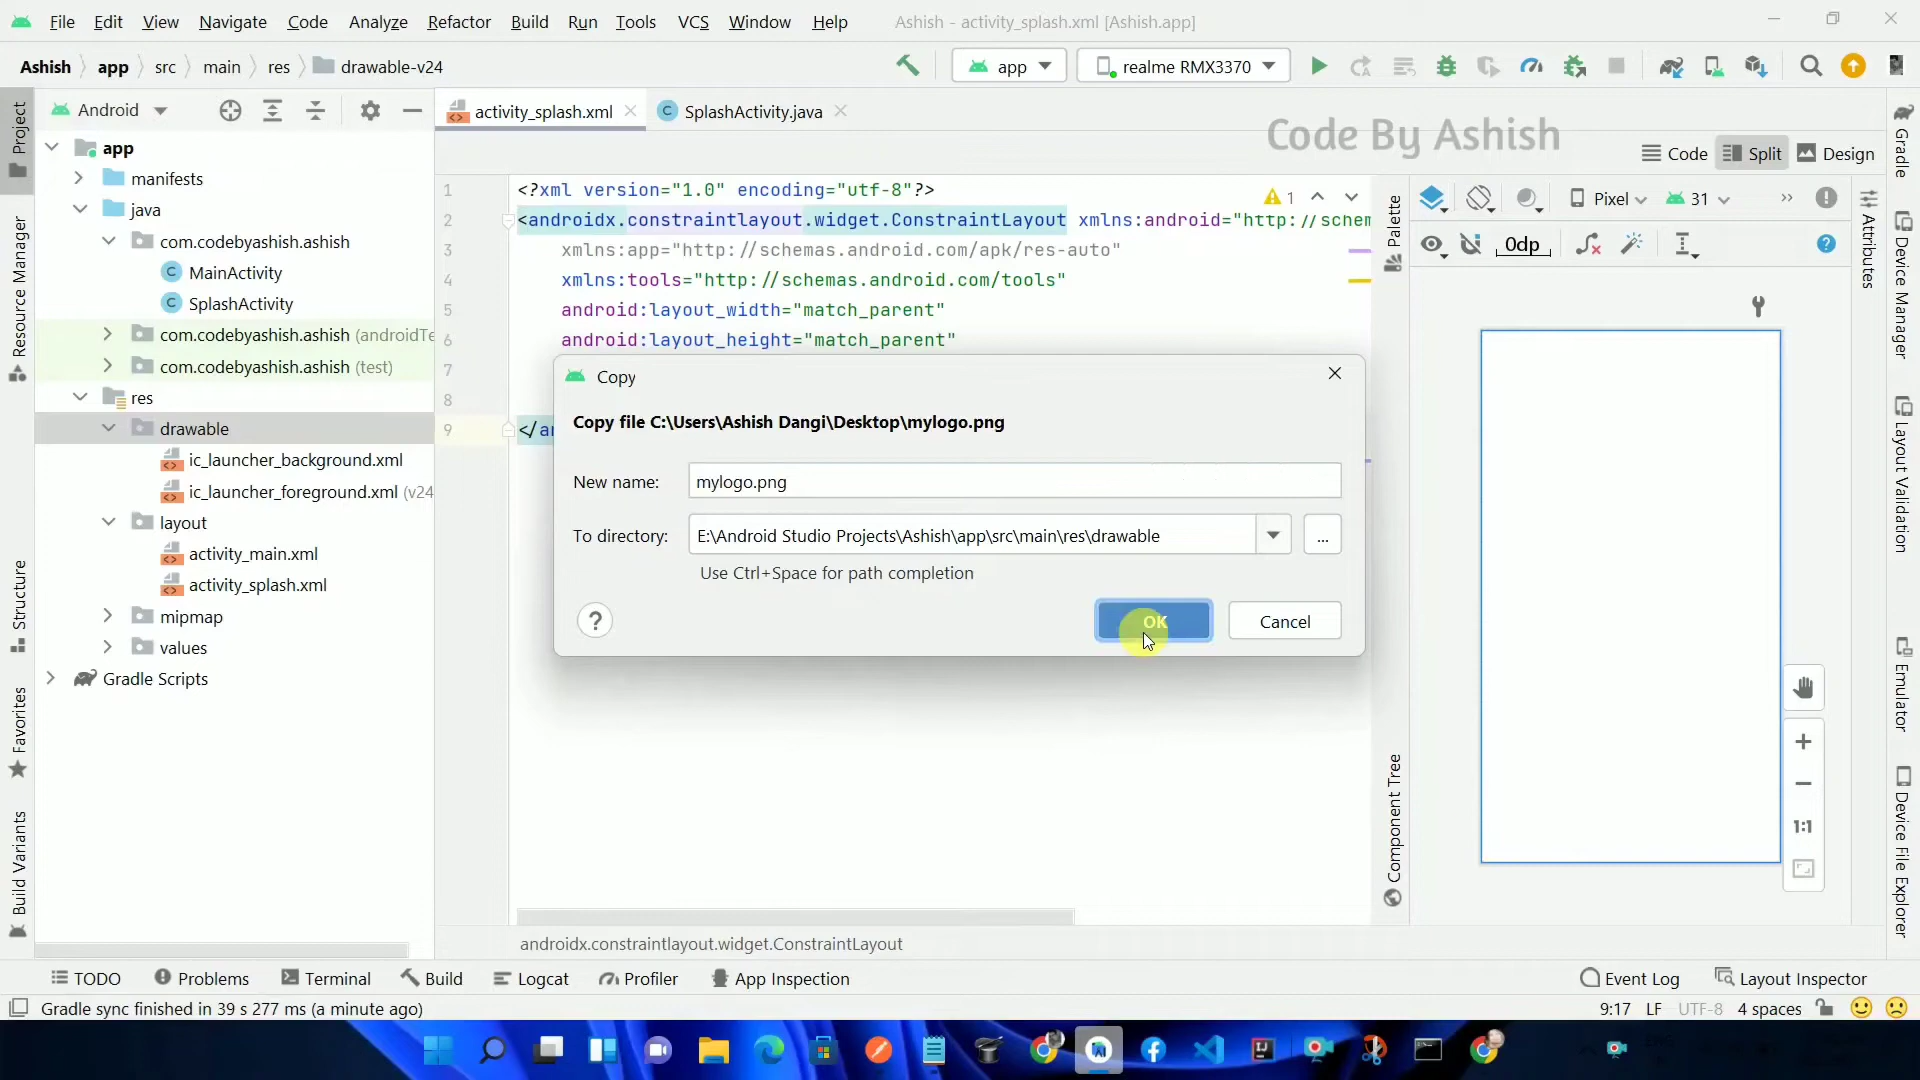 File Edit View Navigate Code Analyze Refactor Build Run Tools VCS Window Help Ashish - activity_splash.xml [Ashish.app]
Ashish app src main res drawable-v24 app realme RMX3370
Android
activity_splash.xml SplashActivity.java
Code By Ashish
Code Split Design
Project
Resource Manager
Structure
Favorites
Build Variants
app
manifests
java
com.codebyashish.ashish
MainActivity
SplashActivity
com.codebyashish.ashish (androidTe
com.codebyashish.ashish (test)
res
drawable
ic_launcher_background.xml
ic_launcher_foreground.xml (v24
layout
activity_main.xml
activity_splash.xml
mipmap
values
Gradle Scripts
1 <?xml version="1.0" encoding="utf-8"?>
2 <androidx.constraintlayout.widget.ConstraintLayout xmlns:android="http://schem
3 xmlns:app="http://schemas.android.com/apk/res-auto"
4 xmlns:tools="http://schemas.android.com/tools"
5 android:layout_width="match_parent"
6 android:layout_height="match_parent"
7
8
9 </an
1
Copy
Copy file C:\Users\Ashish Dangi\Desktop\mylogo.png
New name: mylogo.png
To directory: E:\Android Studio Projects\Ashish\app\src\main\res\drawable
...
Use Ctrl+Space for path completion
? OK Cancel
Palette
Component Tree
Pixel 31
0dp
?
1:1
Attributes
Gradle
Device Manager
Layout Validation
Emulator
Device File Explorer
androidx.constraintlayout.widget.ConstraintLayout
TODO Problems Terminal Build Logcat Profiler App Inspection Event Log Layout Inspector
Gradle sync finished in 39 s 277 ms (a minute ago) 9:17 LF UTF-8 4 spaces